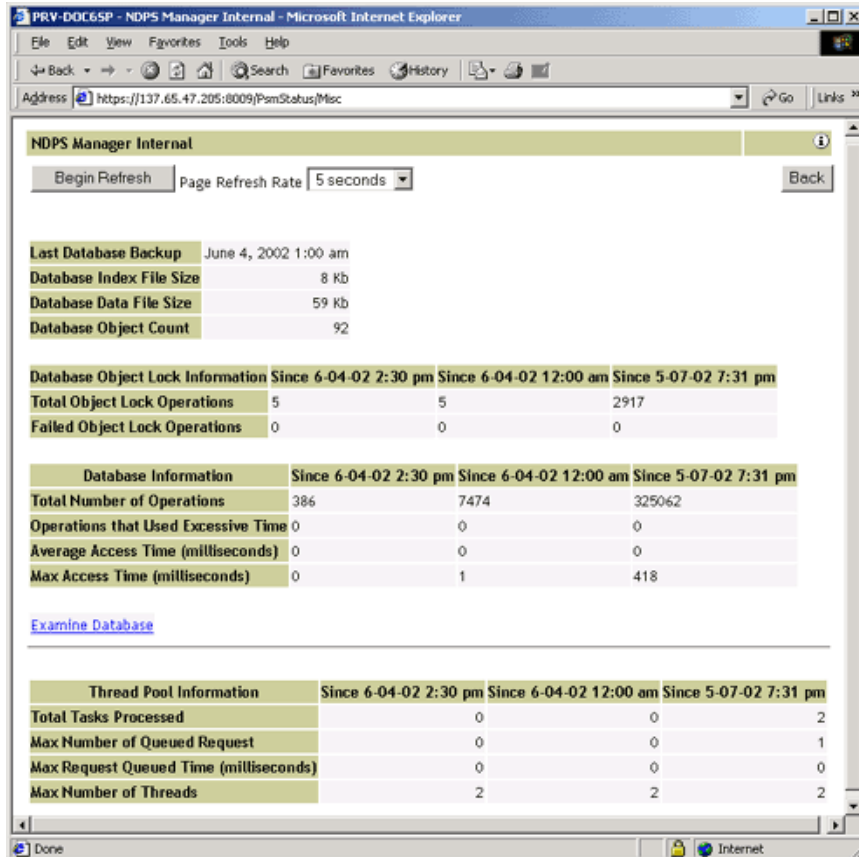 PRV-DOC6SP - NDPS Manager Internal - Microsoft Internet Explorer
File Edit View Favorites Tools Help
Back Search Favorites History
Address https://137.65.47.205:8009/PsmStatus/Misc Go Links »
NDPS Manager Internal
Begin Refresh Page Refresh Rate 5 seconds Back
Last Database Backup June 4, 2002 1:00 am
Database Index File Size 8 Kb
Database Data File Size 59 Kb
Database Object Count 92
Database Object Lock Information Since 6-04-02 2:30 pm Since 6-04-02 12:00 am Since 5-07-02 7:31 pm
Total Object Lock Operations 5 5 2917
Failed Object Lock Operations 0 0 0
Database Information Since 6-04-02 2:30 pm Since 6-04-02 12:00 am Since 5-07-02 7:31 pm
Total Number of Operations 386 7474 325062
Operations that Used Excessive Time 0 0 0
Average Access Time (milliseconds) 0 0 0
Max Access Time (milliseconds) 0 1 418
Examine Database
Thread Pool Information Since 6-04-02 2:30 pm Since 6-04-02 12:00 am Since 5-07-02 7:31 pm
Total Tasks Processed 0 0 2
Max Number of Queued Request 0 0 1
Max Request Queued Time (milliseconds) 0 0 0
Max Number of Threads 2 2 2
Done Internet